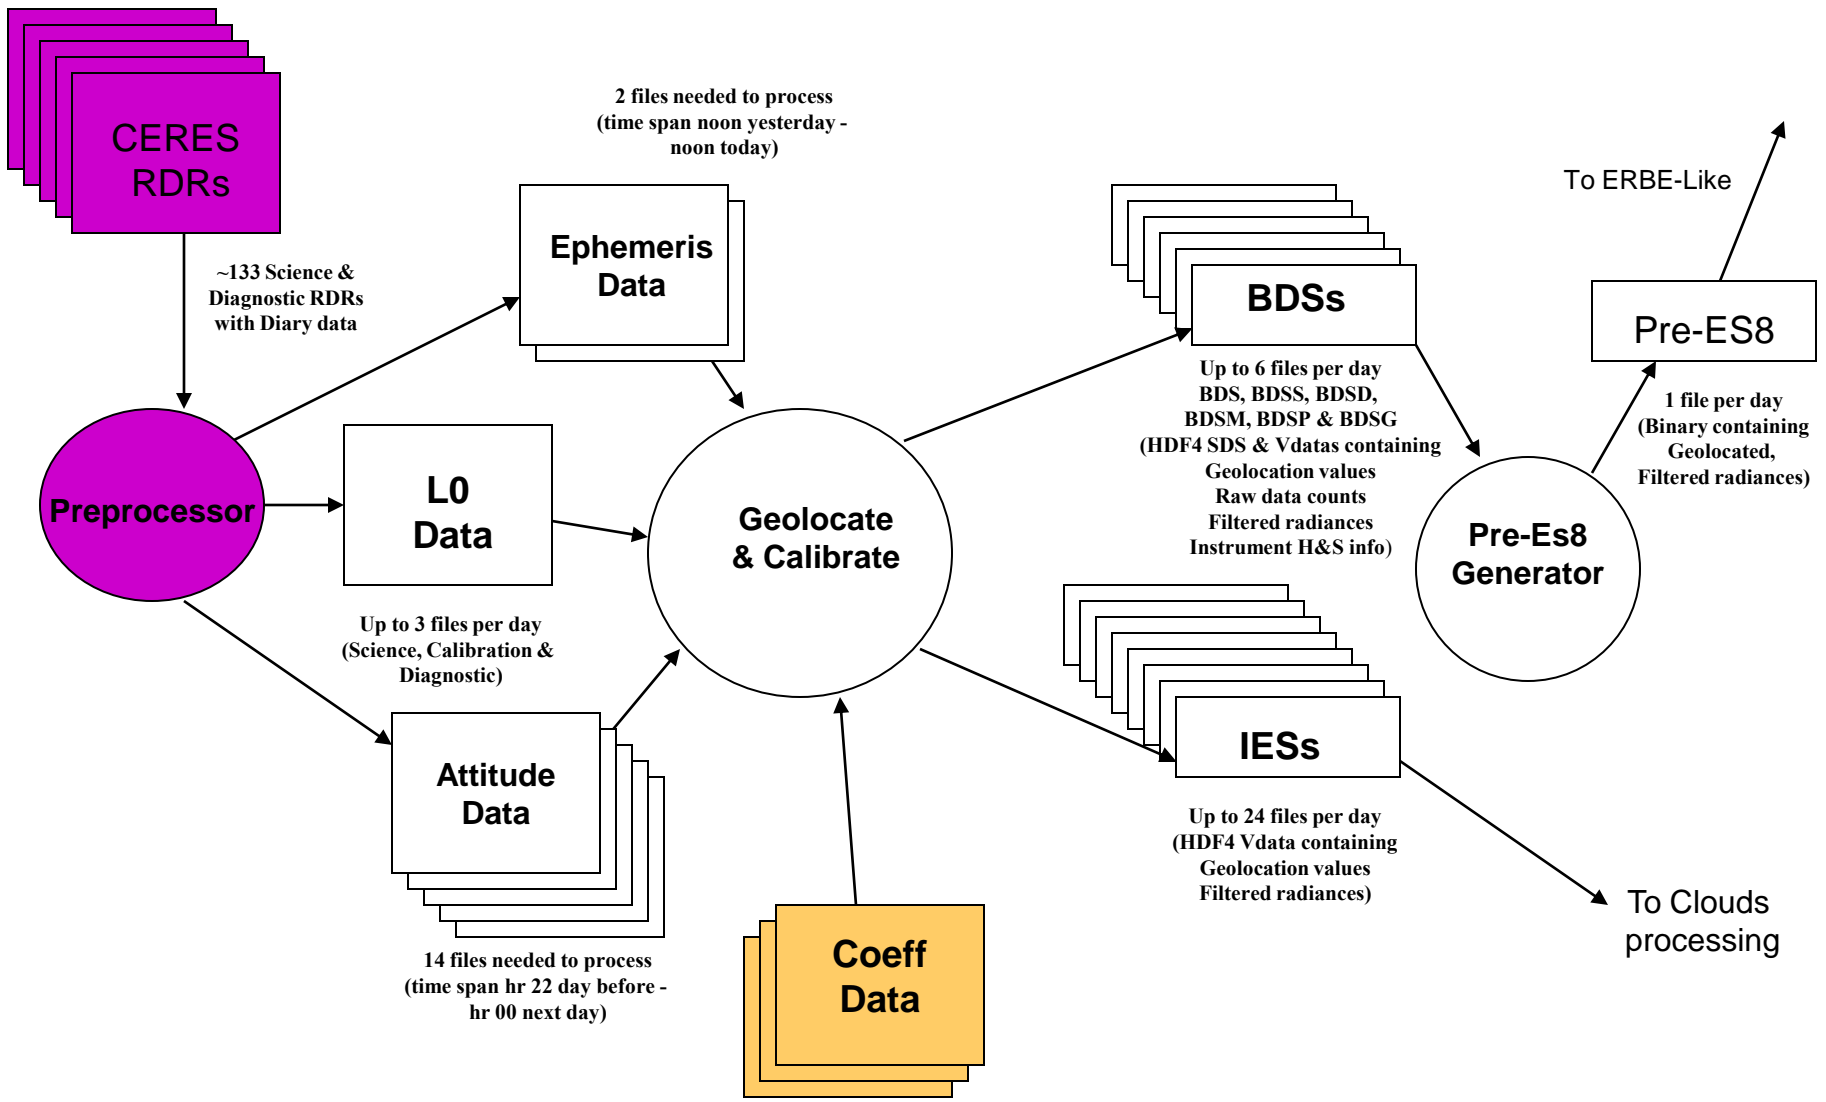 CERES
RDRs
~133 Science &
Diagnostic RDRs
with Diary data
Preprocessor
2 files needed to process
(time span noon yesterday -
noon today)
Ephemeris
Data
L0
Data
Up to 3 files per day
(Science, Calibration &
Diagnostic)
Attitude
Data
14 files needed to process
(time span hr 22 day before -
hr 00 next day)
Geolocate
& Calibrate
Coeff
Data
BDSs
Up to 6 files per day
BDS, BDSS, BDSD,
BDSM, BDSP & BDSG
(HDF4 SDS & Vdatas containing
Geolocation values
Raw data counts
Filtered radiances
Instrument H&S info)
IESs
Up to 24 files per day
(HDF4 Vdata containing
Geolocation values
Filtered radiances)
To ERBE-Like
Pre-ES8
1 file per day
(Binary containing
Geolocated,
Filtered radiances)
Pre-Es8
Generator
To Clouds
processing